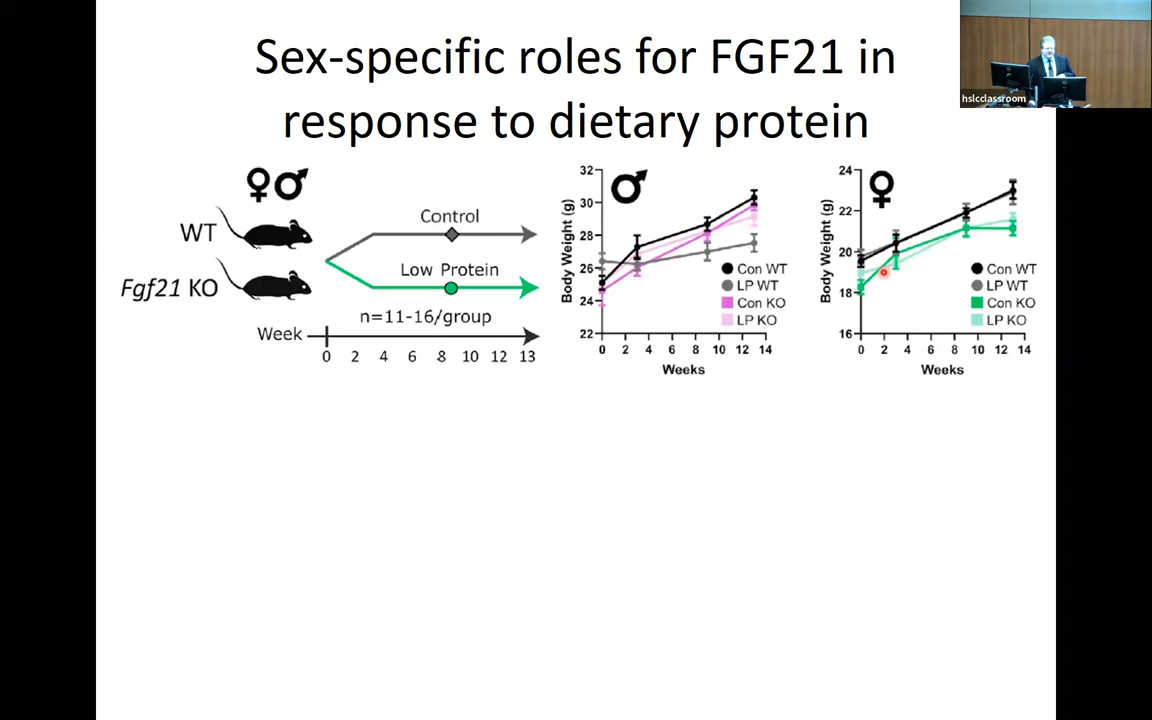 Sex-specific roles for FGF21 in
response to dietary protein
hslcclassroom
WT
Fgf21 KO
Control
Low Protein
n=11-16/group
Week
0 2 4 6 8 10 12 13
♂
Body Weight (g)
32
30
28
26
24
22
Con WT
LP WT
Con KO
LP KO
0 2 4 6 8 10 12 14
Weeks
♀
Body Weight (g)
24
22
20
18
16
Con WT
LP WT
Con KO
LP KO
0 2 4 6 8 10 12 14
Weeks